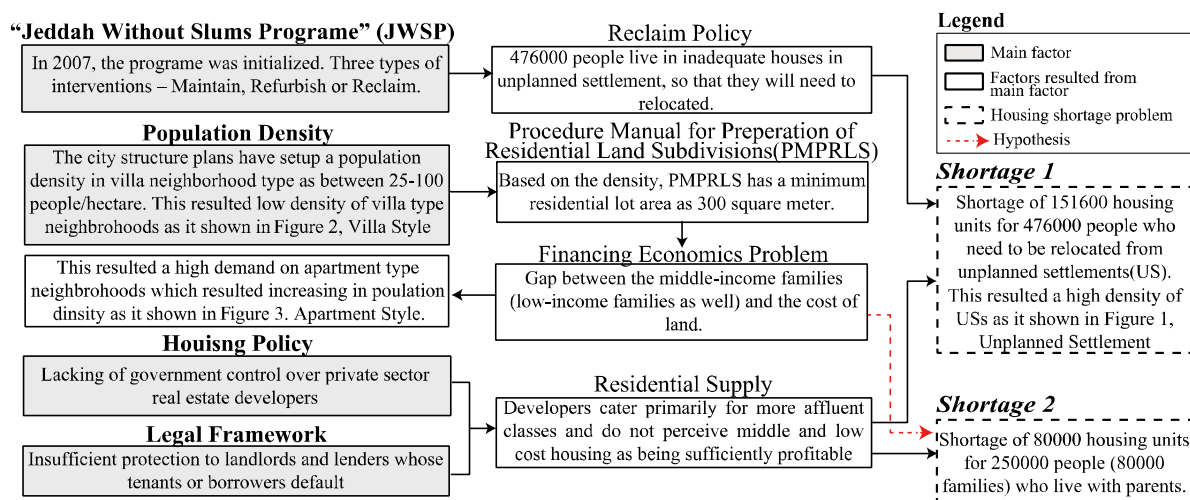 “Jeddah Without Slums Programe” (JWSP)
In 2007, the programe was initialized. Three types of
interventions – Maintain, Refurbish or Reclaim.
Reclaim Policy
476000 people live in inadequate houses in
unplanned settlement, so that they will need to
relocated.
Population Density
The city structure plans have setup a population
density in villa neighborhood type as between 25-100
people/hectare. This resulted low density of villa type
neighbrohoods as it shown in Figure 2, Villa Style
Procedure Manual for Preperation of
Residential Land Subdivisions(PMPRLS)
Based on the density, PMPRLS has a minimum
residential lot area as 300 square meter.
This resulted a high demand on apartment type
neighbrohoods which resulted increasing in poulation
dinsity as it shown in Figure 3. Apartment Style.
Financing Economics Problem
Gap between the middle-income families
(low-income families as well) and the cost of
land.
Houisng Policy
Lacking of government control over private sector
real estate developers
Legal Framework
Insufficient protection to landlords and lenders whose
tenants or borrowers default
Residential Supply
Developers cater primarily for more affluent
classes and do not perceive middle and low
cost housing as being sufficiently profitable
Legend
Main factor
Factors resulted from
main factor
Housing shortage problem
Hypothesis
Shortage 1
Shortage of 151600 housing
units for 476000 people who
need to be relocated from
unplanned settlements(US).
This resulted a high density of
USs as it shown in Figure 1,
Unplanned Settlement
Shortage 2
Shortage of 80000 housing units
for 250000 people (80000
families) who live with parents.